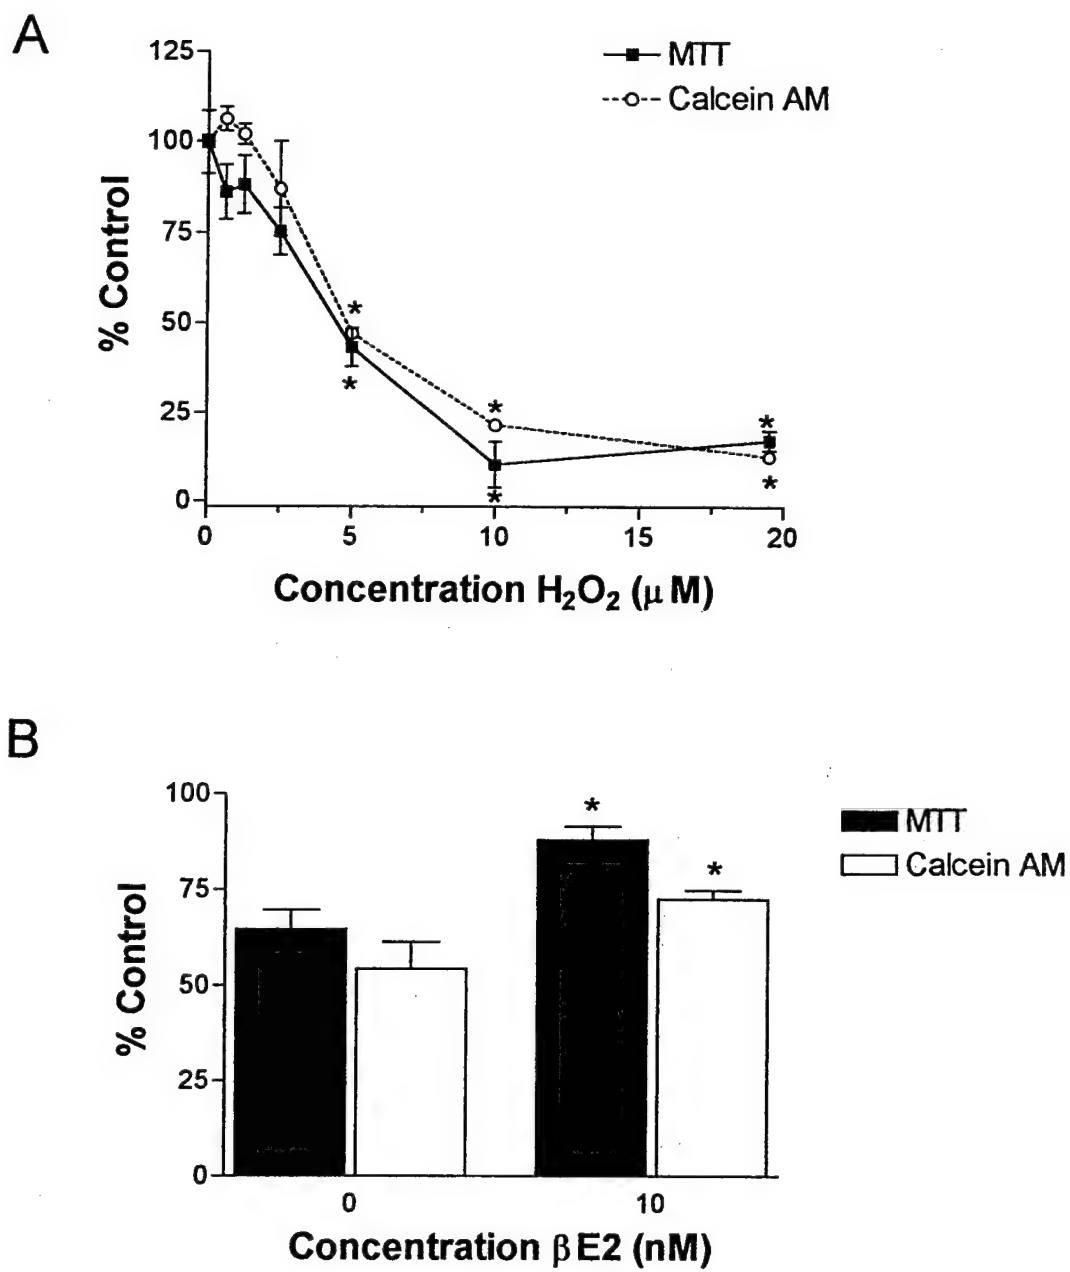 A
MTT
Calcein AM
125
100
75
50
25
0
% Control
* * * * * *
0 5 10 15 20
Concentration H₂O₂ (μM)
B
MTT
Calcein AM
100
75
50
25
0
% Control
* *
0 10
Concentration βE2 (nM)